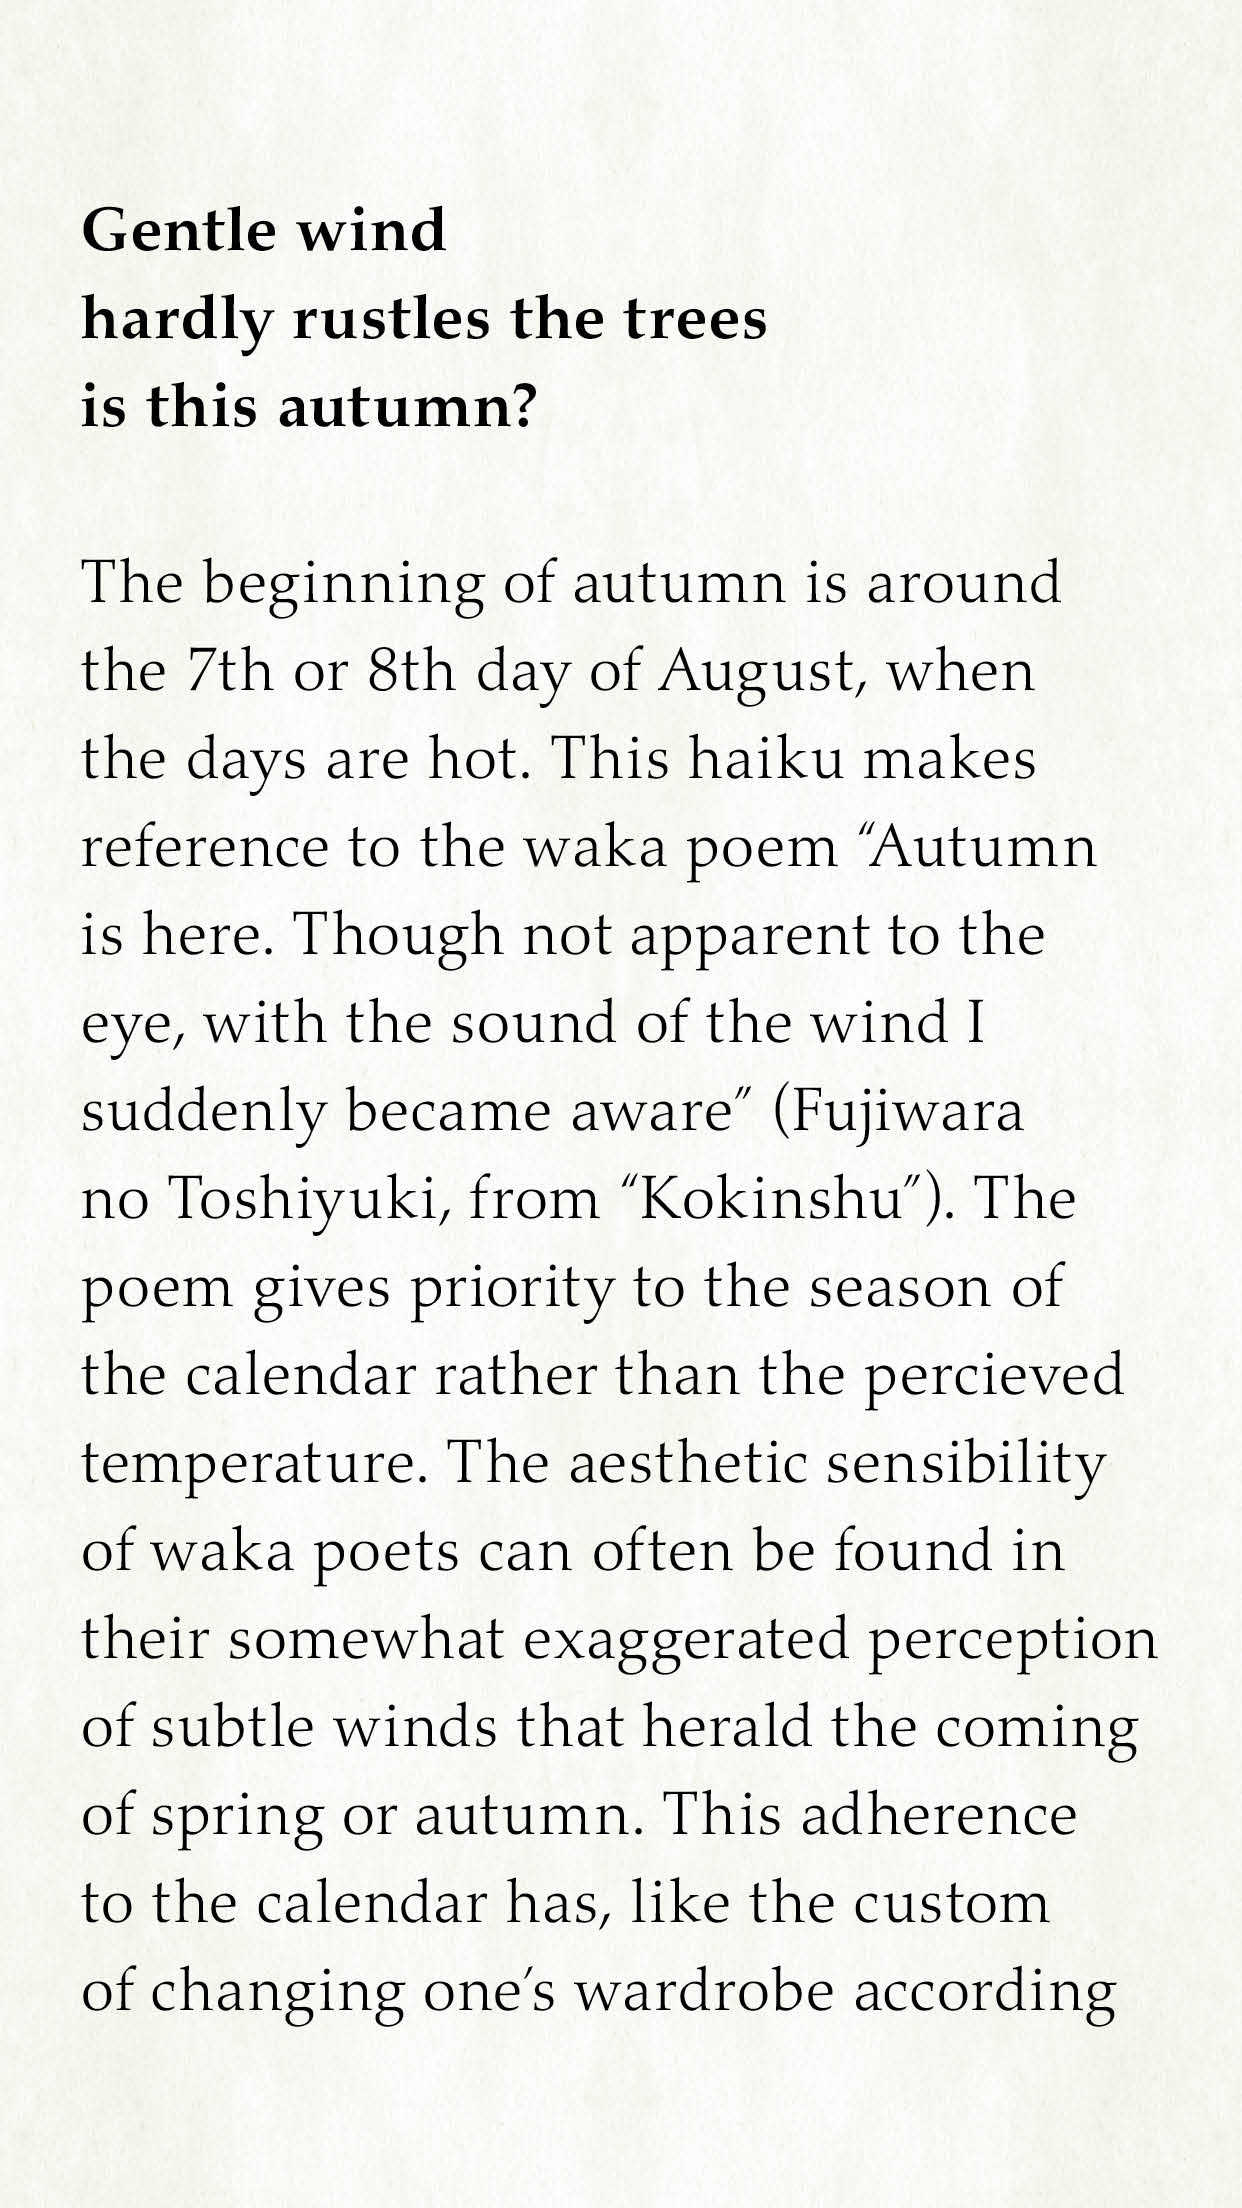 Gentle wind
hardly rustles the trees
is this autumn?
The beginning of autumn is around
the 7th or 8th day of August, when
the days are hot. This haiku makes
reference to the waka poem “Autumn
is here. Though not apparent to the
eye, with the sound of the wind I
suddenly became aware” (Fujiwara
no Toshiyuki, from “Kokinshu”). The
poem gives priority to the season of
the calendar rather than the percieved
temperature. The aesthetic sensibility
of waka poets can often be found in
their somewhat exaggerated perception
of subtle winds that herald the coming
of spring or autumn. This adherence
to the calendar has, like the custom
of changing one’s wardrobe according